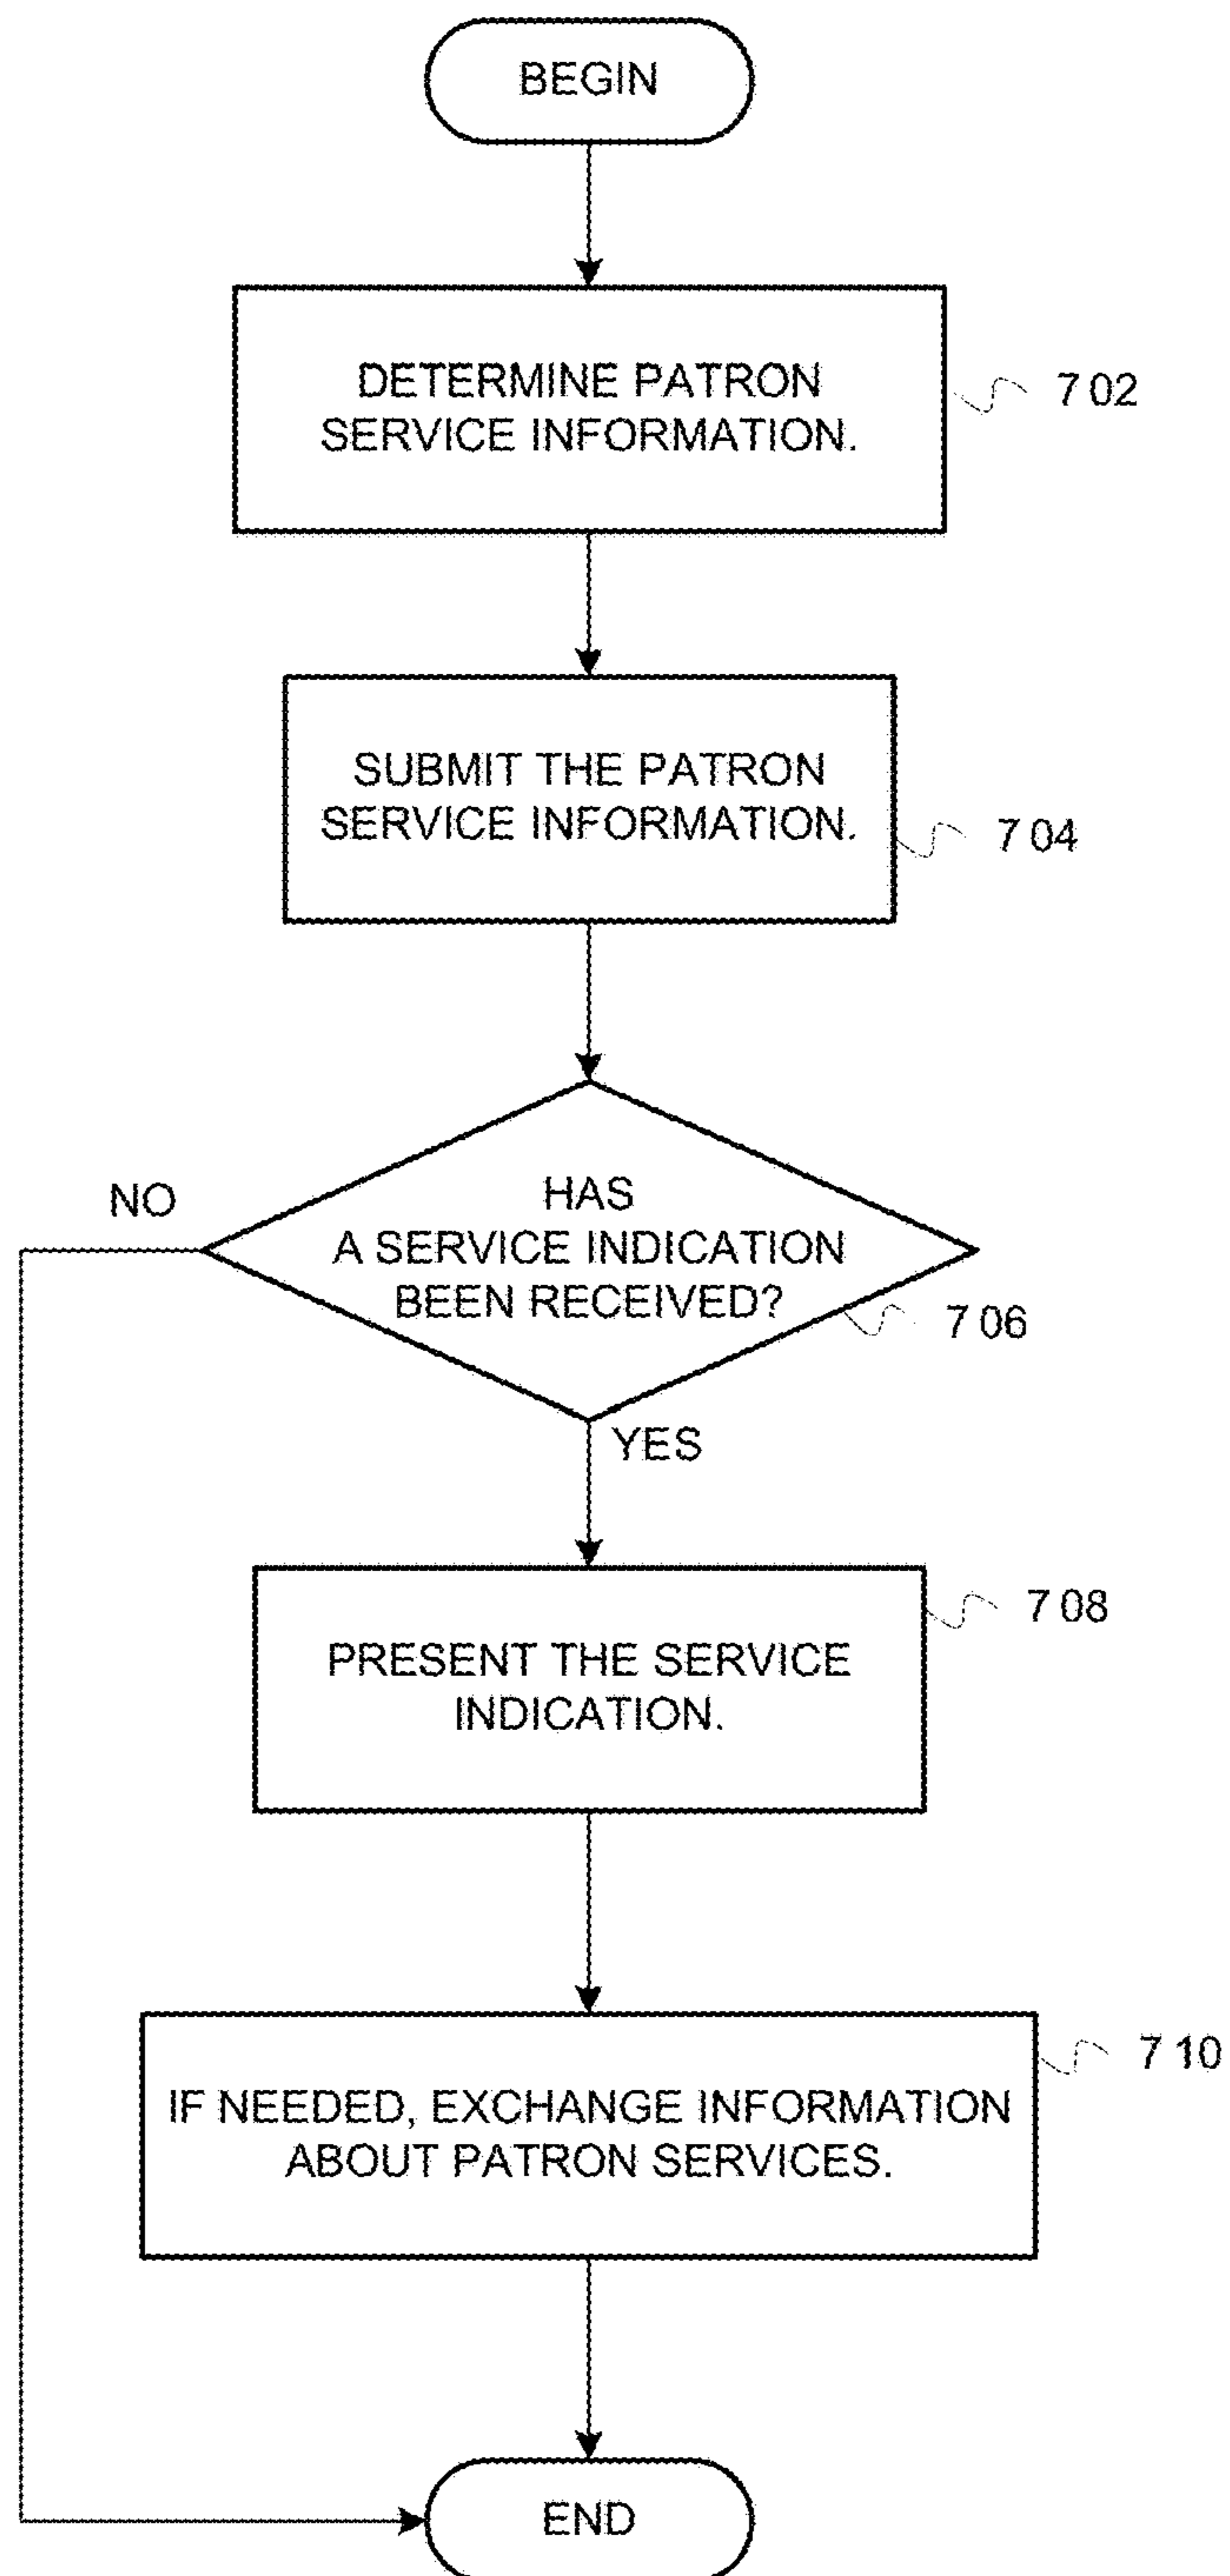 BEGIN
DETERMINE PATRON
SERVICE INFORMATION.
702
SUBMIT THE PATRON
SERVICE INFORMATION.
704
NO
HAS
A SERVICE INDICATION
BEEN RECEIVED?
706
YES
708
PRESENT THE SERVICE
INDICATION.
710
IF NEEDED, EXCHANGE INFORMATION
ABOUT PATRON SERVICES.
END